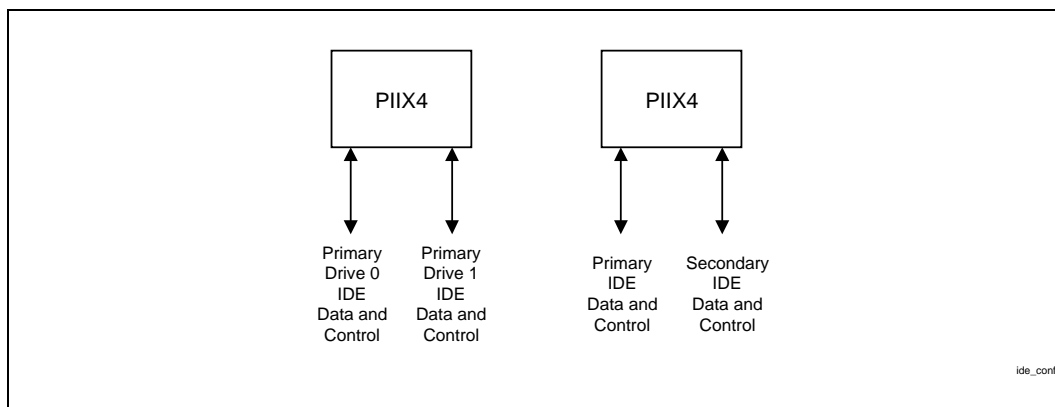 PIIX4
PIIX4
Primary
Drive 0
IDE
Data and
Control
Primary
Drive 1
IDE
Data and
Control
Primary
IDE
Data and
Control
Secondary
IDE
Data and
Control
ide_conf